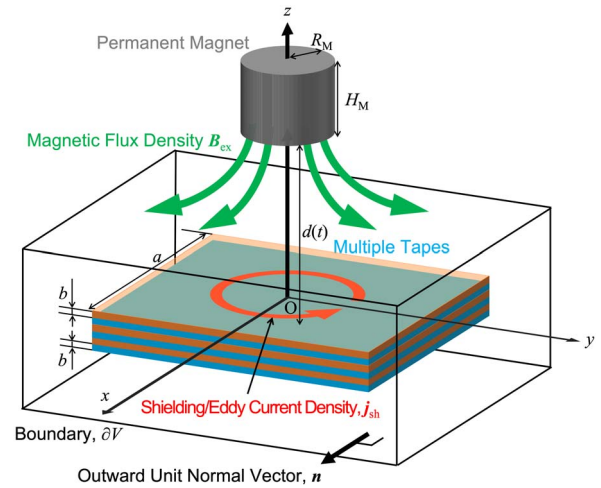 z
Permanent Magnet
R_M
H_M
Magnetic Flux Density B_ex
d(t)
Multiple Tapes
a
b
O
b
y
x
Shielding/Eddy Current Density, j_sh
Boundary, ∂V
Outward Unit Normal Vector, n